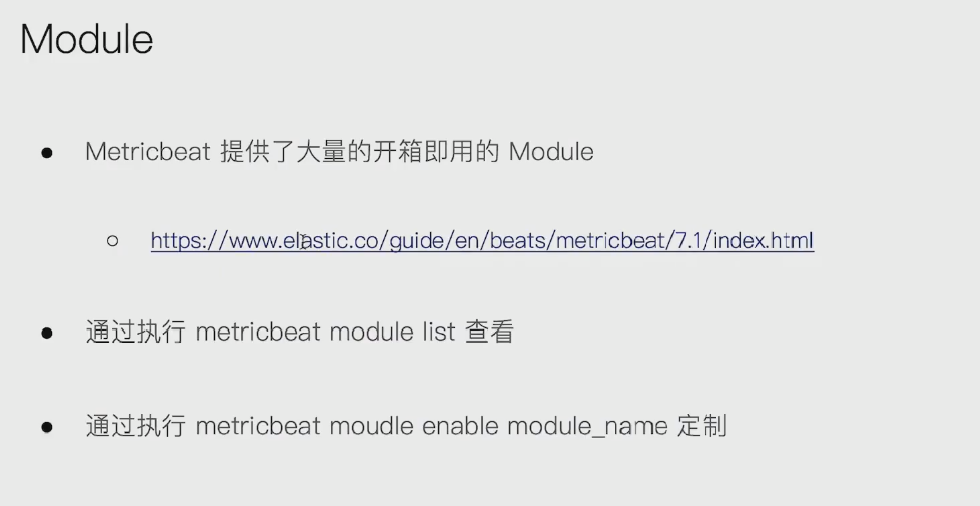 Module
● Metricbeat 提供了大量的开箱即用的 Module
○ https://www.elastic.co/guide/en/beats/metricbeat/7.1/index.html
● 通过执行 metricbeat module list 查看
● 通过执行 metricbeat moudle enable module_name 定制